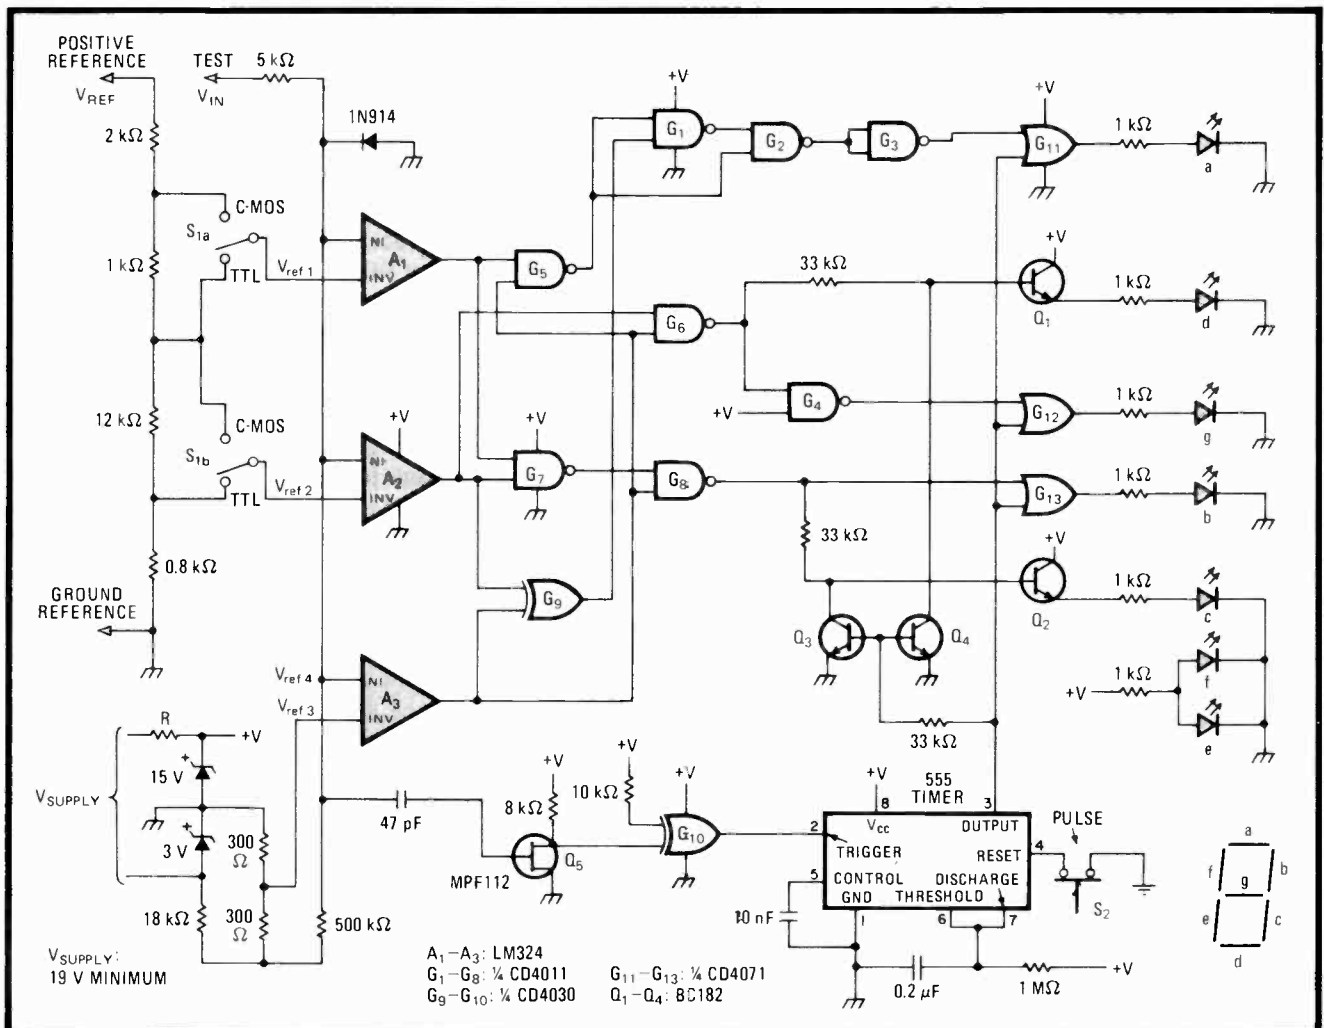 POSITIVE
REFERENCE
V_REF
TEST
V_IN
5 kΩ
1N914
2 kΩ
C-MOS
S1a
TTL
1 kΩ
V_ref 1
NI
INV
A1
12 kΩ
C-MOS
S1b
TTL
V_ref 2
+V
NI
INV
A2
0.8 kΩ
GROUND
REFERENCE
V_ref 4
V_ref 3
NI
INV
A3
+V
G1
G2
G3
+V
G11
1 kΩ
a
G5
G6
33 kΩ
+V
Q1
1 kΩ
d
+V
G4
G12
1 kΩ
g
+V
G7
G8
G13
1 kΩ
b
33 kΩ
+V
Q2
1 kΩ
c
G9
Q3
Q4
33 kΩ
+V
1 kΩ
f
e
R
+V
15 V
+
V_SUPPLY
3 V
+
300
Ω
300
Ω
18 kΩ
500 kΩ
V_SUPPLY:
19 V MINIMUM
47 pF
+V
8 kΩ
Q5
MPF112
+V
10 kΩ
+V
G10
+V
555
TIMER
8
3
VCC
OUTPUT
2
TRIGGER
RESET
4
PULSE
S2
5
CONTROL
DISCHARGE
GND
THRESHOLD
1
6
7
10 nF
0.2 μF
1 MΩ
+V
A1–A3: LM324
G1–G8: ¼ CD4011
G9–G10: ¼ CD4030
G11–G13: ¼ CD4071
Q1–Q4: BC182
a
f
b
g
e
c
d